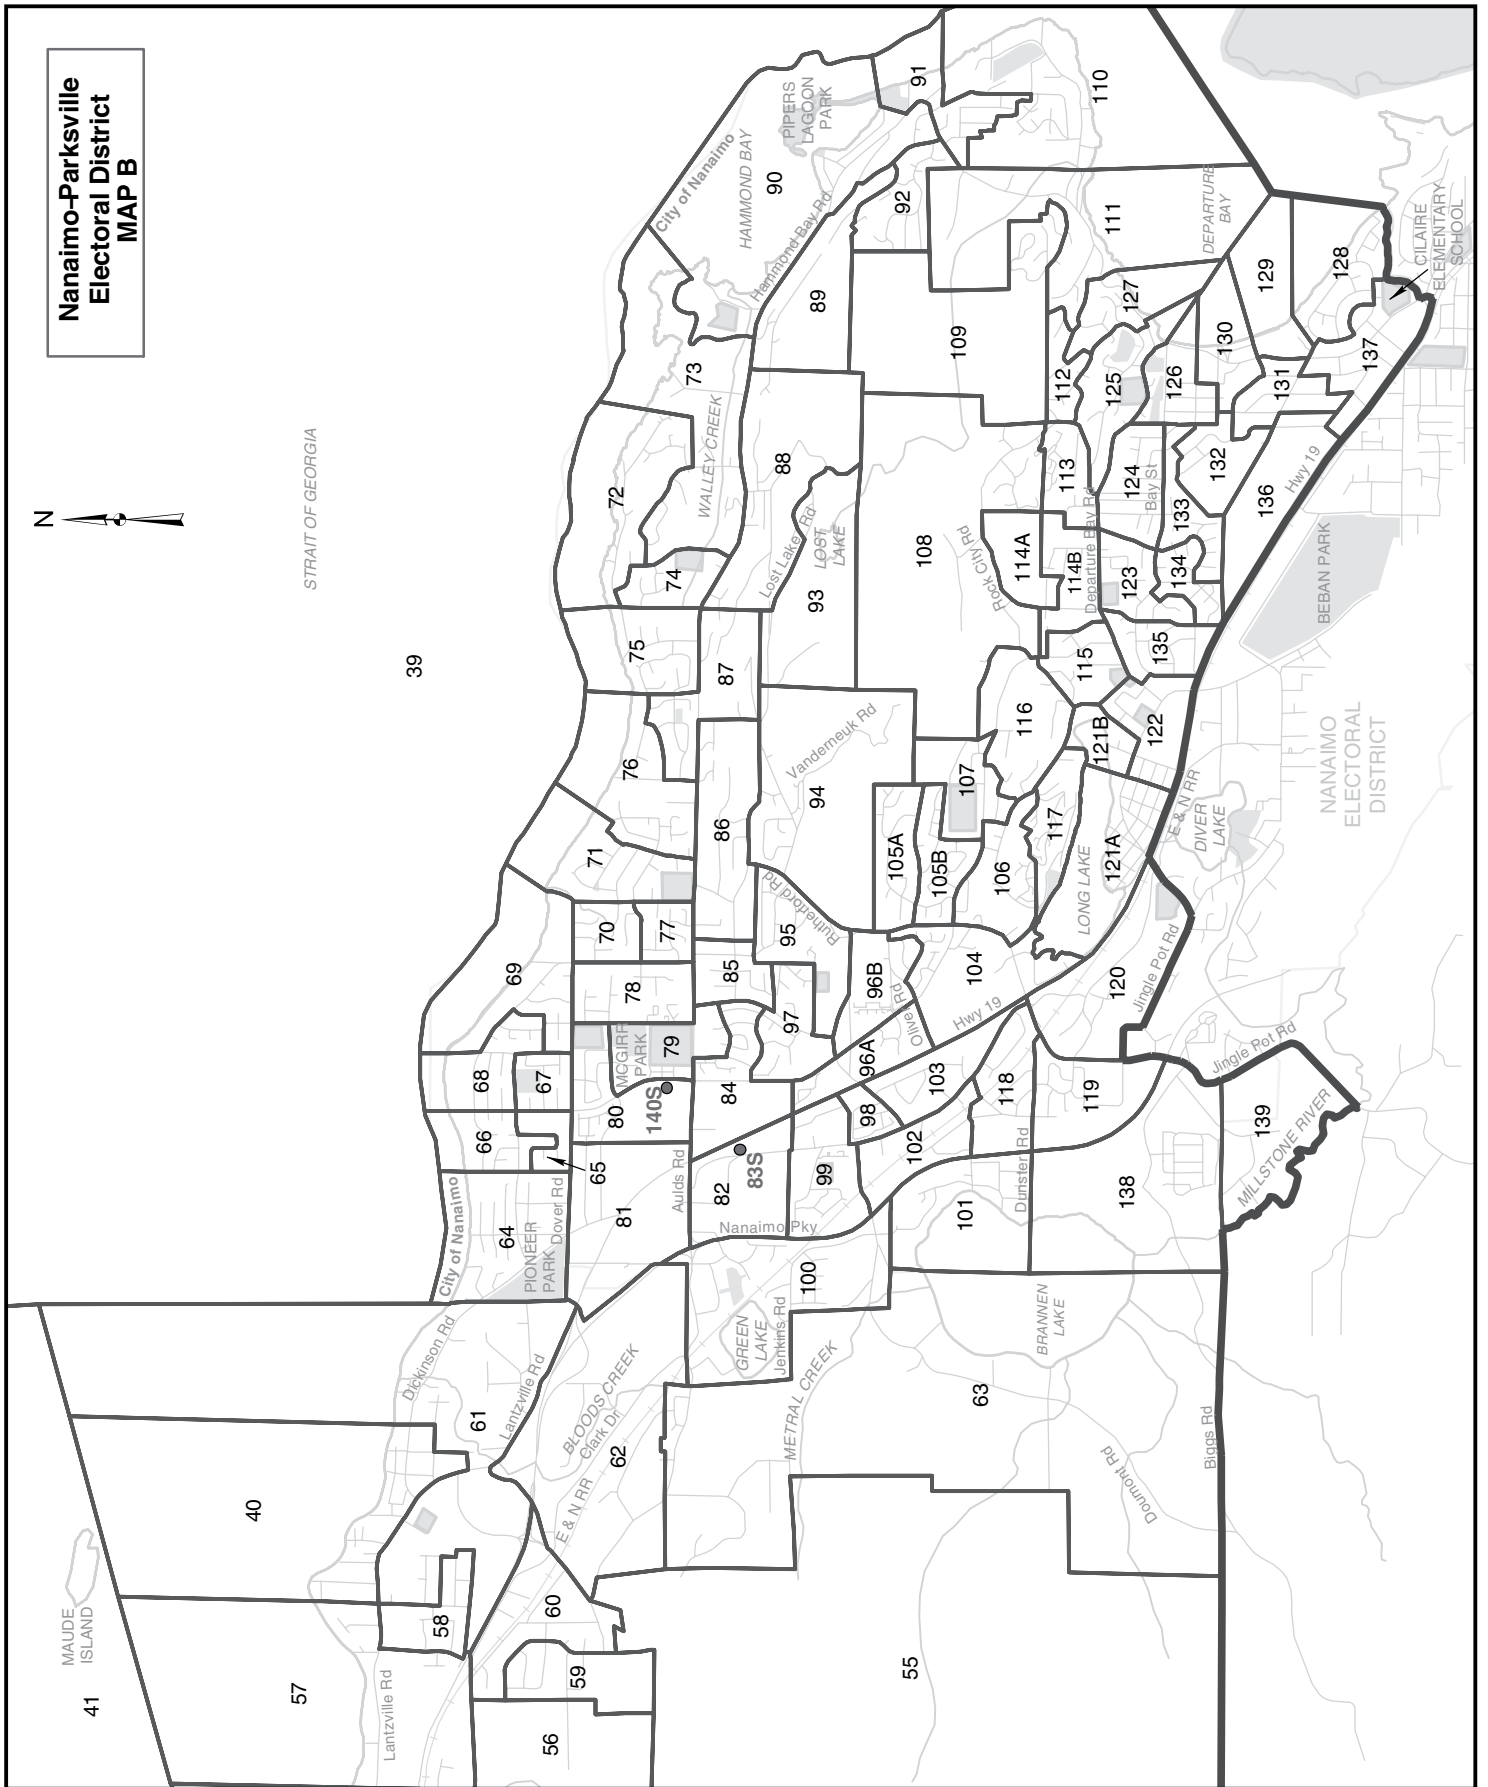 Nanaimo-Parksville
Electoral District
MAP B
N
STRAIT OF GEORGIA
MAUDE
ISLAND
39
40
41
57
58
59
60
56
55
61
62
63
Dickinson Rd
Lantzville Rd
Lantzville Rd
BLOODS CREEK
Clark Dr
E & N RR
METRAL CREEK
Doumont Rd
Biggs Rd
BRANNEN
LAKE
GREEN
LAKE
Jenkins Rd
City of Nanaimo
64
PIONEER
PARK
Dover Rd
65
66
67
68
69
70
71
72
73
74
75
76
77
78
79
MCGIRR
PARK
80
140S
81
Aulds Rd
82
83S
84
85
86
87
88
89
90
91
92
93
94
95
96A
96B
97
98
99
100
101
102
103
104
105A
105B
106
107
108
109
110
111
112
113
114A
114B
115
116
117
118
119
120
121A
121B
122
123
124
125
126
127
128
129
130
131
132
133
134
135
136
137
138
139
City of Nanaimo
HAMMOND BAY
PIPERS
LAGOON
PARK
Hammond Bay Rd
WALLEY CREEK
Lost Lake Rd
LOST
LAKE
Vanderneuk Rd
Rutherford Rd
Oliver Rd
Hwy 19
Nanaimo Pky
Dunster Rd
Rock City Rd
Departure Bay Rd
Bay St
DEPARTURE
BAY
CILAIRE
ELEMENTARY
SCHOOL
Hwy 19
BEBAN PARK
NANAIMO
ELECTORAL
DISTRICT
E & N RR
DIVER
LAKE
LONG LAKE
Jingle Pot Rd
Jingle Pot Rd
MILLSTONE RIVER